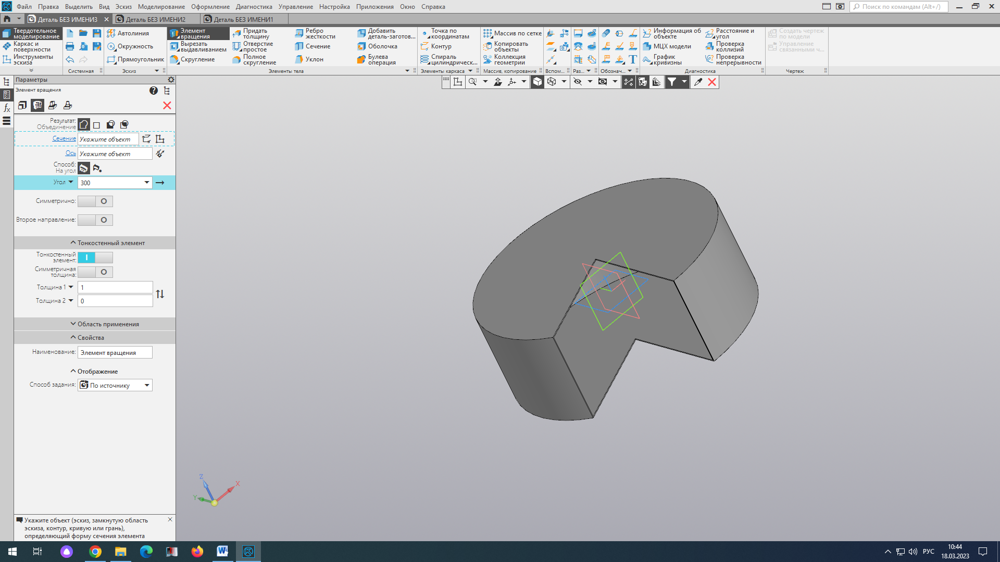 Файл Правка Выделить Вид Эскиз Моделирование Оформление Диагностика Управление Настройка Приложения Окно Справка
Поиск по командам (Alt+/)
Деталь БЕЗ ИМЕНИ3
Деталь БЕЗ ИМЕНИ2
Деталь БЕЗ ИМЕНИ1
Твердотельное моделирование
Каркас и поверхности
Инструменты эскиза
Системная
Автолиния
Окружность
Прямоугольник
Эскиз
Элемент вращения
Вырезать выдавливанием
Скругление
Придать толщину
Отверстие простое
Полное скругление
Ребро жесткости
Сечение
Уклон
Добавить деталь-заготов...
Оболочка
Булева операция
Элементы тела
Точка по координатам
Контур
Спираль цилиндрическ...
Элементы каркаса
Массив по сетке
Копировать объекты
Коллекция геометрии
Массив, копирование
Вспом...
Раз...
Обознач...
Информация об объекте
МЦХ модели
График кривизны
Расстояние и угол
Проверка коллизий
Проверка непрерывности
Диагностика
Создать чертеж по модели
Управление связанными ч...
Чертеж
Параметры
Элемент вращения
Результат:
Объединение
Сечение Укажите объект
Ось Укажите объект
Способ:
На угол
Угол 300
Симметрично:
Второе направление:
Тонкостенный элемент
Тонкостенный элемент:
Симметричная толщина:
Толщина 1 1
Толщина 2 0
Область применения
Свойства
Наименование: Элемент вращения
Отображение
Способ задания: По источнику
Укажите объект (эскиз, замкнутую область
эскиза, контур, кривую или грань),
определяющий форму сечения элемента
Z
X
Y
РУС
10:44
18.03.2023